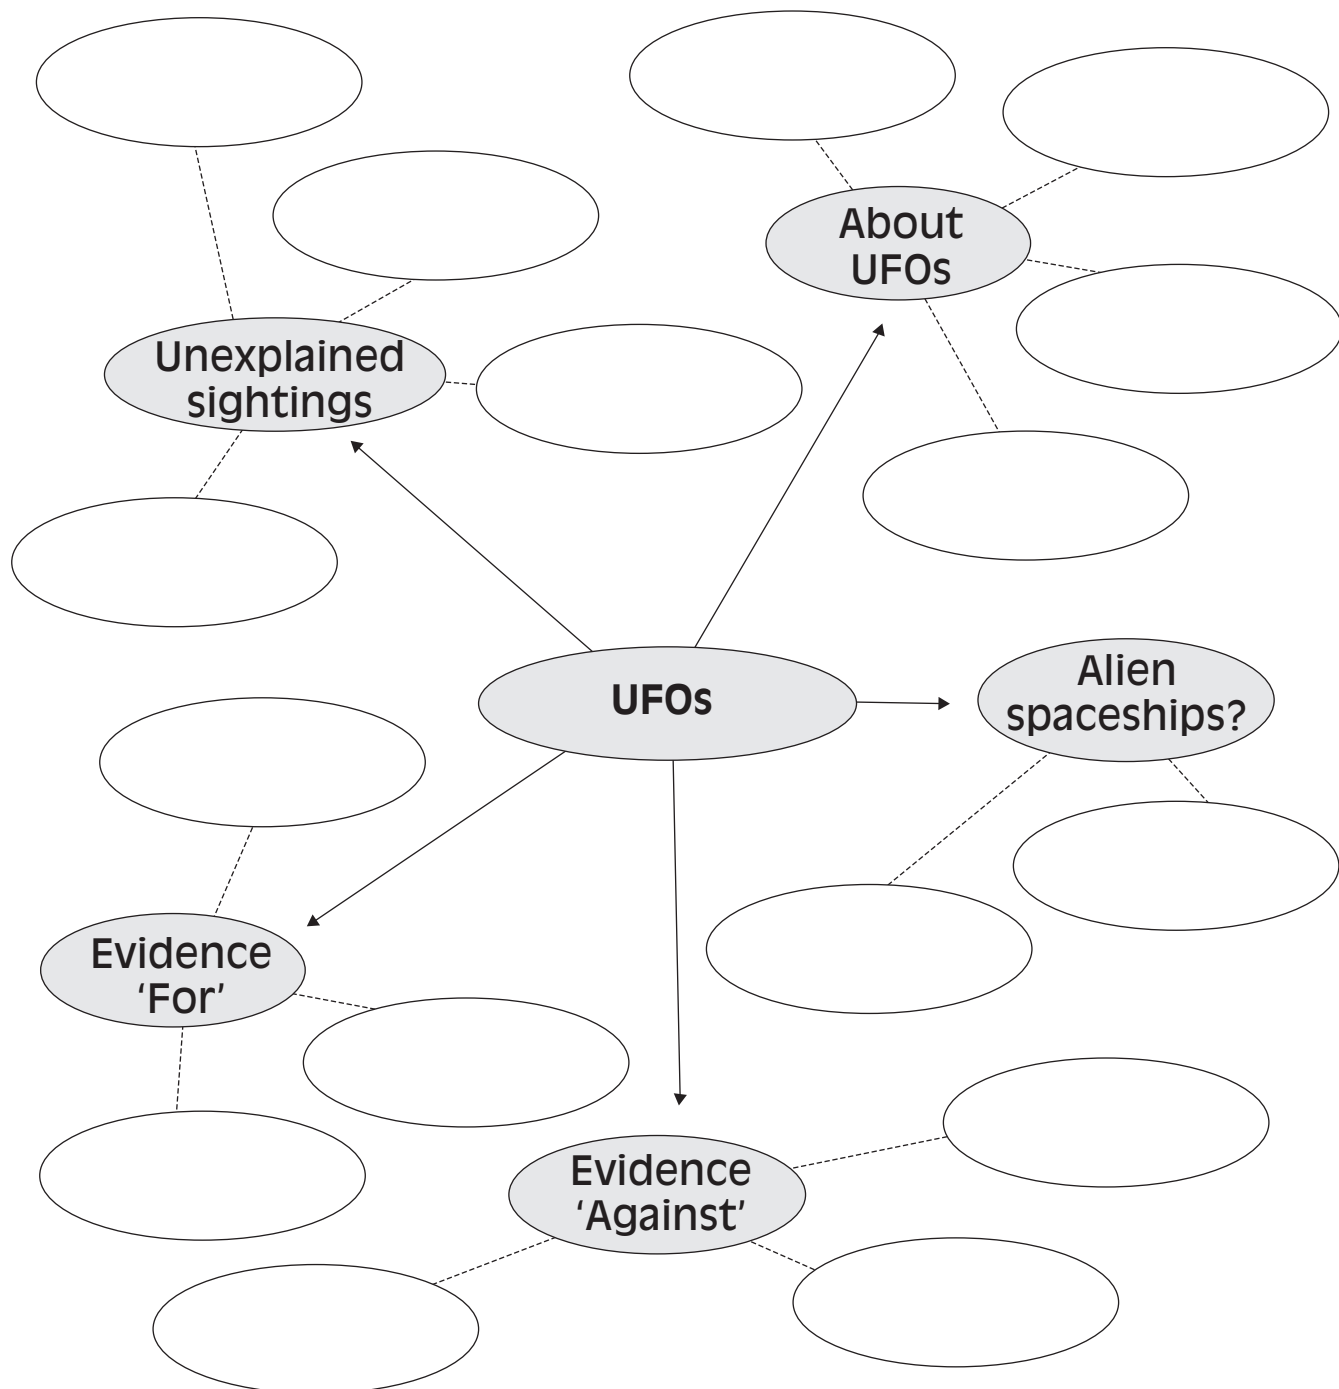 About
UFOs
Unexplained
sightings
UFOs
Alien
spaceships?
Evidence
‘For’
Evidence
‘Against’